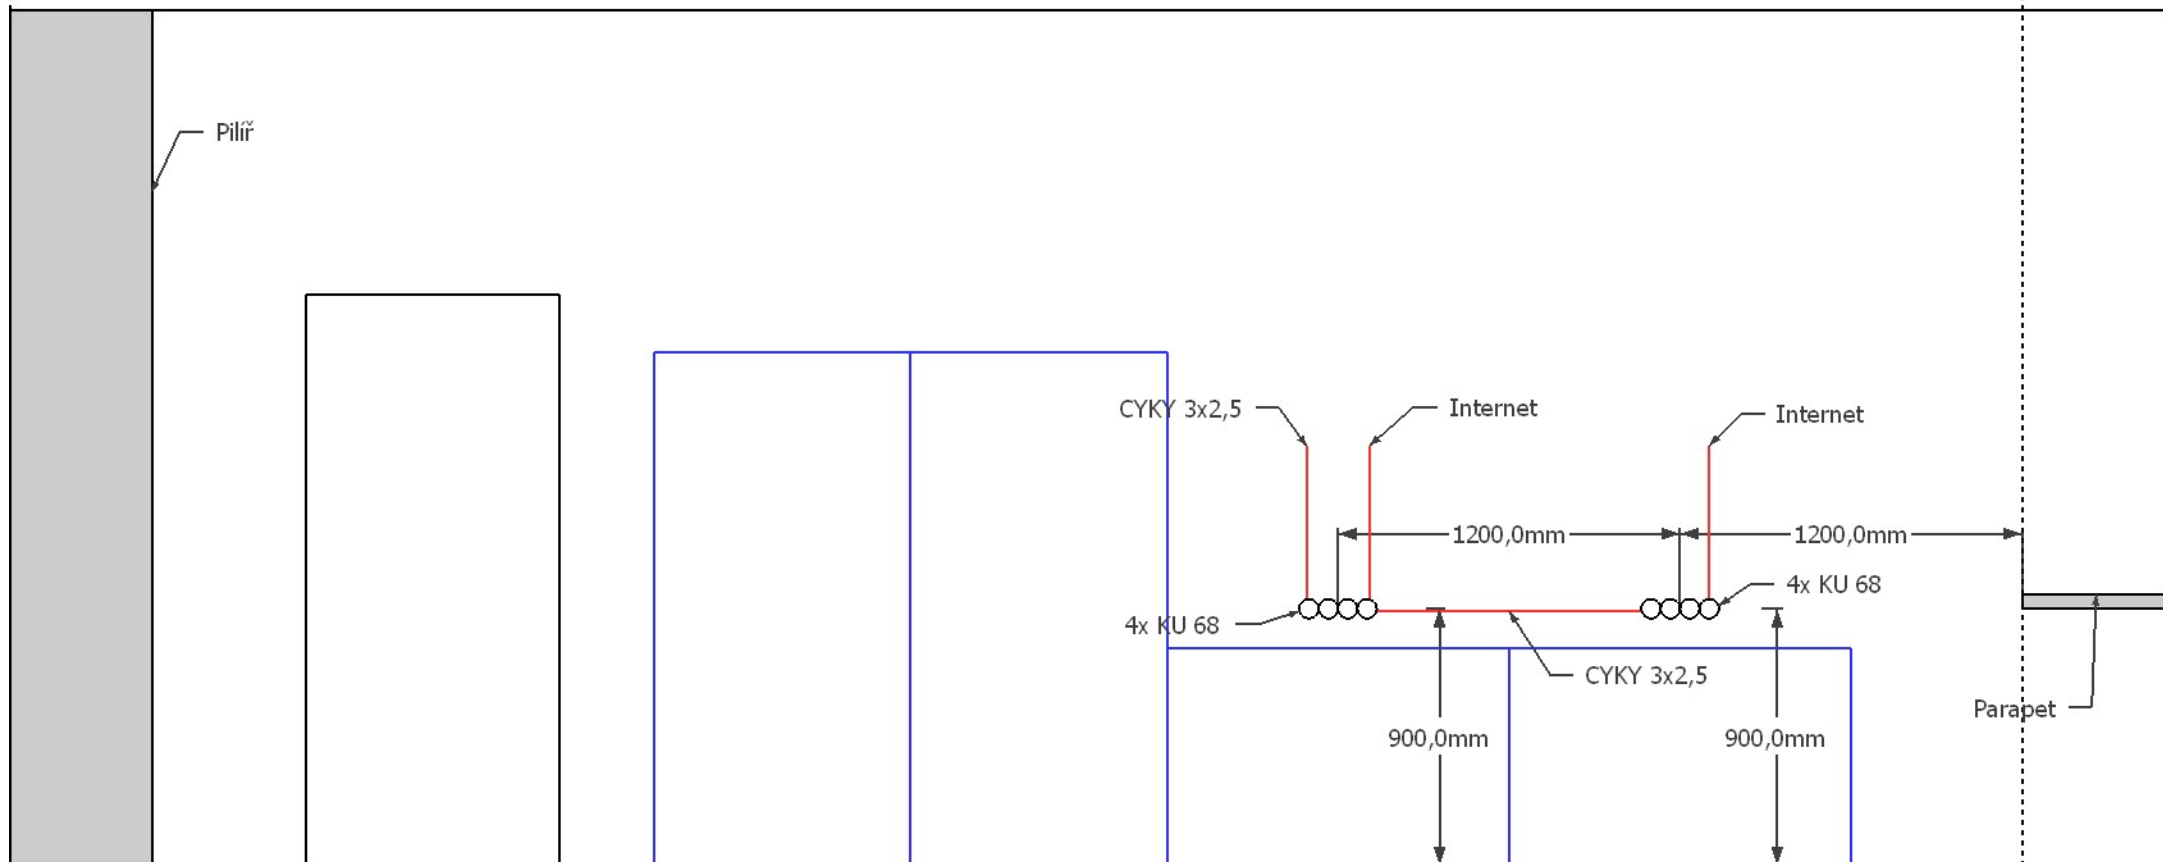 Pilíř
CYKY 3x2,5
Internet
Internet
1200,0mm
1200,0mm
4x KU 68
4x KU 68
CYKY 3x2,5
Parapet
900,0mm
900,0mm